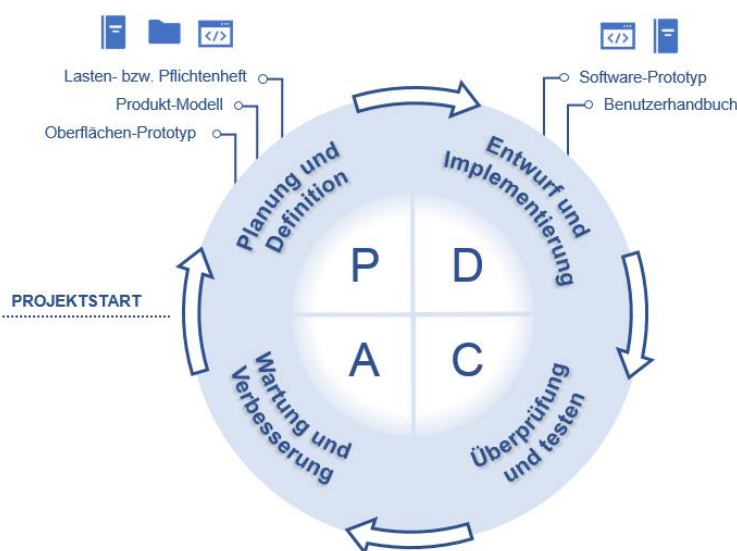 </>
</>
Lasten- bzw. Pflichtenheft
Produkt-Modell
Oberflächen-Prototyp
Software-Prototyp
Benutzerhandbuch
Planung und
Definition
Entwurf und
Implementierung
P
D
PROJEKTSTART
A
C
Wartung und
Verbesserung
Überprüfung
und testen